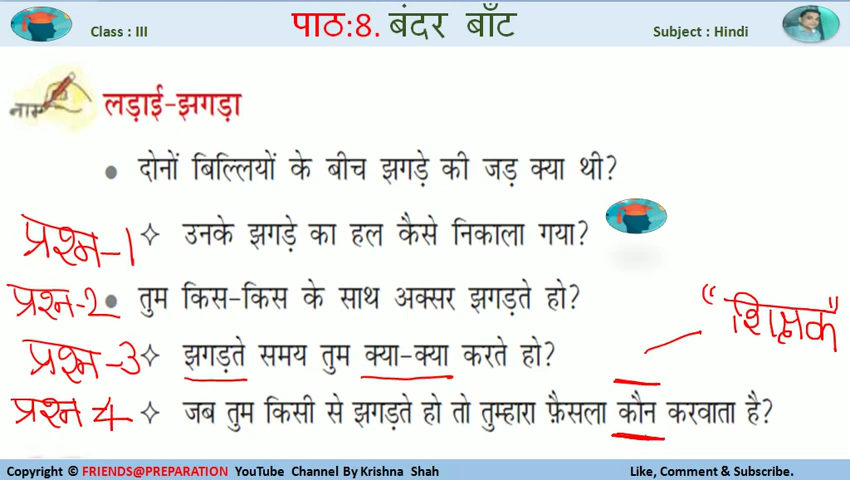 Class : III
पाठ:8. बंदर बाँट
Subject : Hindi
नाम
लड़ाई-झगड़ा
• दोनों बिल्लियों के बीच झगड़े की जड़ क्या थी?
प्रश्न-1 ✧ उनके झगड़े का हल कैसे निकाला गया?
प्रश्न-2 • तुम किस-किस के साथ अक्सर झगड़ते हो?
"शिक्षक"
प्रश्न-3 ✧ झगड़ते समय तुम क्या-क्या करते हो?
प्रश्न 4 ✧ जब तुम किसी से झगड़ते हो तो तुम्हारा फ़ैसला कौन करवाता है?
Copyright © FRIENDS@PREPARATION YouTube Channel By Krishna Shah
Like, Comment & Subscribe.